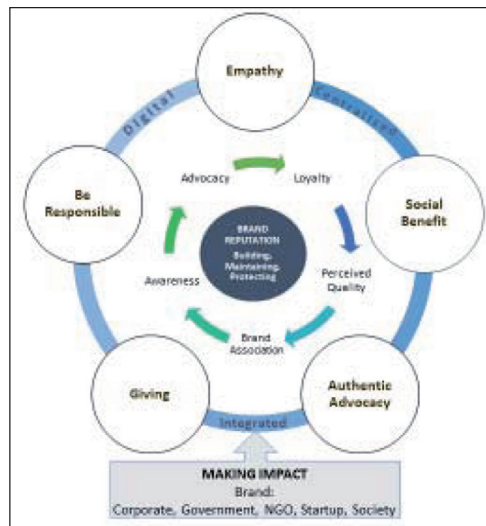 Empathy
Digital
Centralized
Advocacy
Loyalty
Be
Responsible
Social
Benefit
BRAND
REPUTATION
Building,
Maintaining,
Protecting
Awareness
Perceived
Quality
Brand
Association
Giving
Authentic
Advocacy
Integrated
MAKING IMPACT
Brand:
Corporate, Government, NGO, Startup, Society